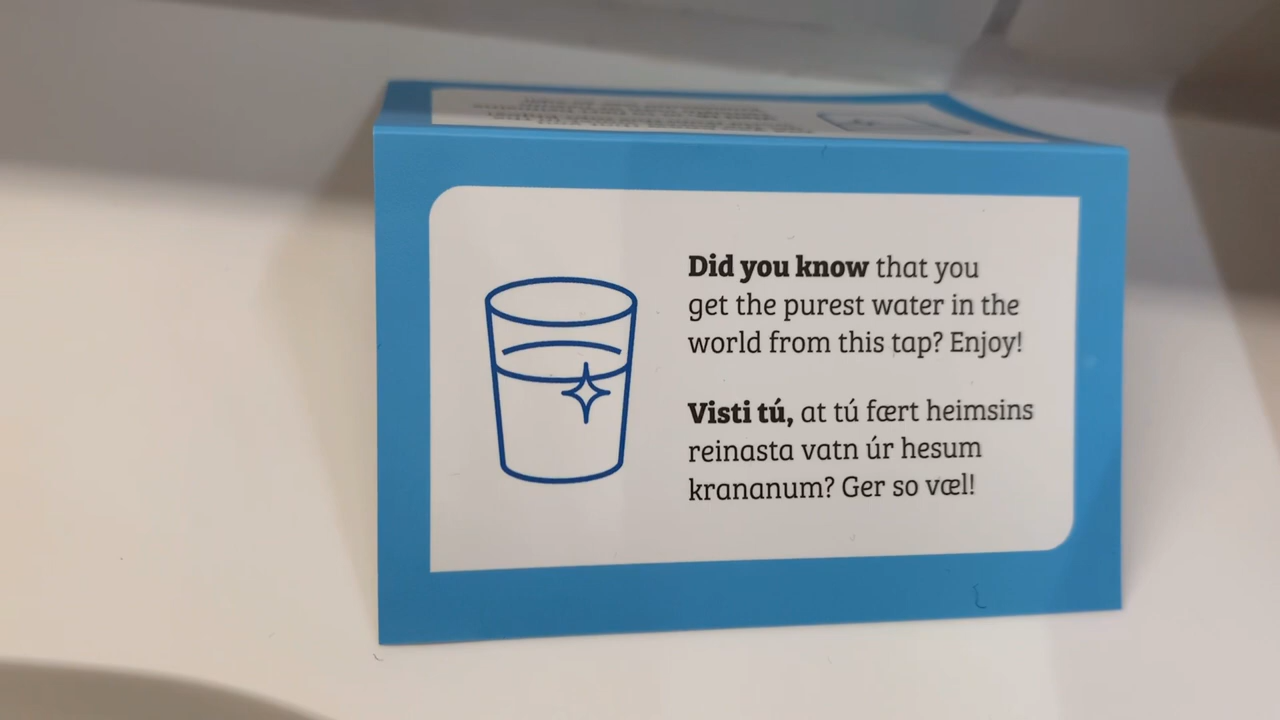 Did you know that you
get the purest water in the
world from this tap? Enjoy!
Visti tú, at tú fært heimsins
reinasta vatn úr hesum
krananum? Ger so væl!